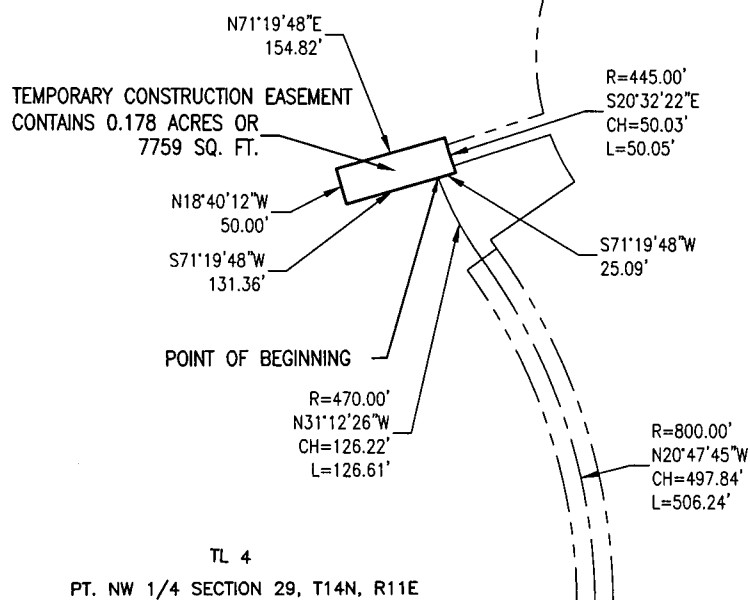 N71°19'48"E
154.82'
TEMPORARY CONSTRUCTION EASEMENT
CONTAINS 0.178 ACRES OR
7759 SQ. FT.
R=445.00'
S20°32'22"E
CH=50.03'
L=50.05'
N18°40'12"W
50.00'
S71°19'48"W
131.36'
S71°19'48"W
25.09'
POINT OF BEGINNING
R=470.00'
N31°12'26"W
CH=126.22'
L=126.61'
R=800.00'
N20°47'45"W
CH=497.84'
L=506.24'
TL 4
PT. NW 1/4 SECTION 29, T14N, R11E